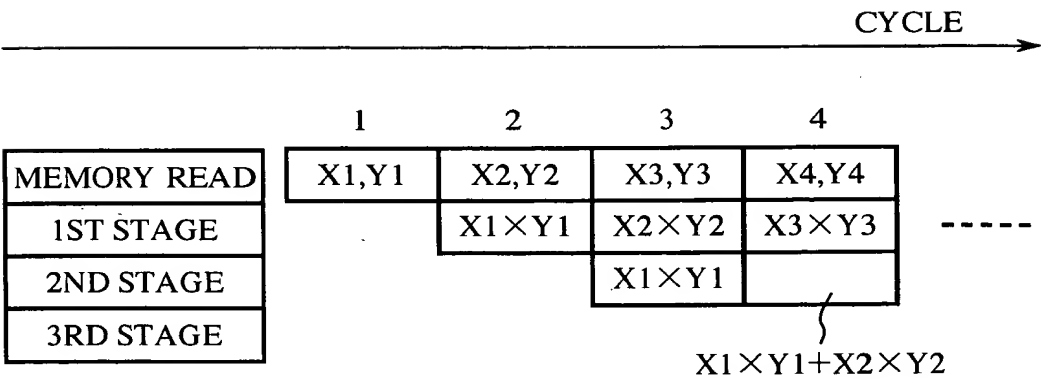 CYCLE
1 2 3 4
MEMORY READ X1,Y1 X2,Y2 X3,Y3 X4,Y4
1ST STAGE X1×Y1 X2×Y2 X3×Y3 -----
2ND STAGE X1×Y1
3RD STAGE
X1×Y1+X2×Y2